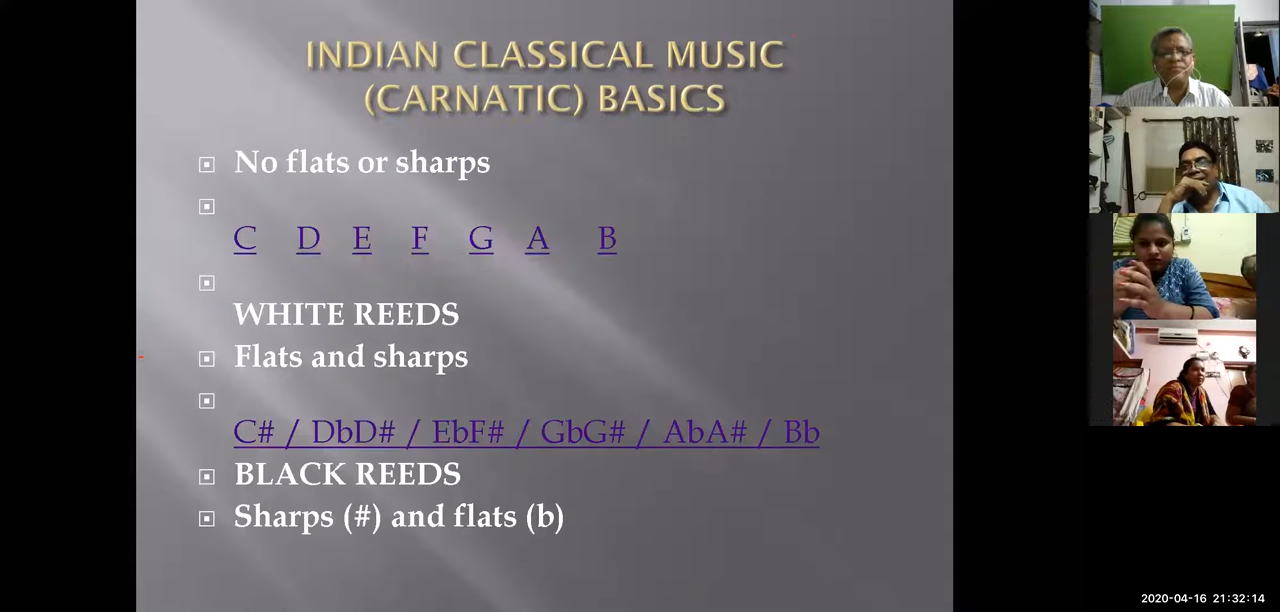 INDIAN CLASSICAL MUSIC
(CARNATIC) BASICS
No flats or sharps
C D E F G A B
WHITE REEDS
Flats and sharps
C# / DbD# / EbF# / GbG# / AbA# / Bb
BLACK REEDS
Sharps (#) and flats (b)
2020-04-16 21:32:14